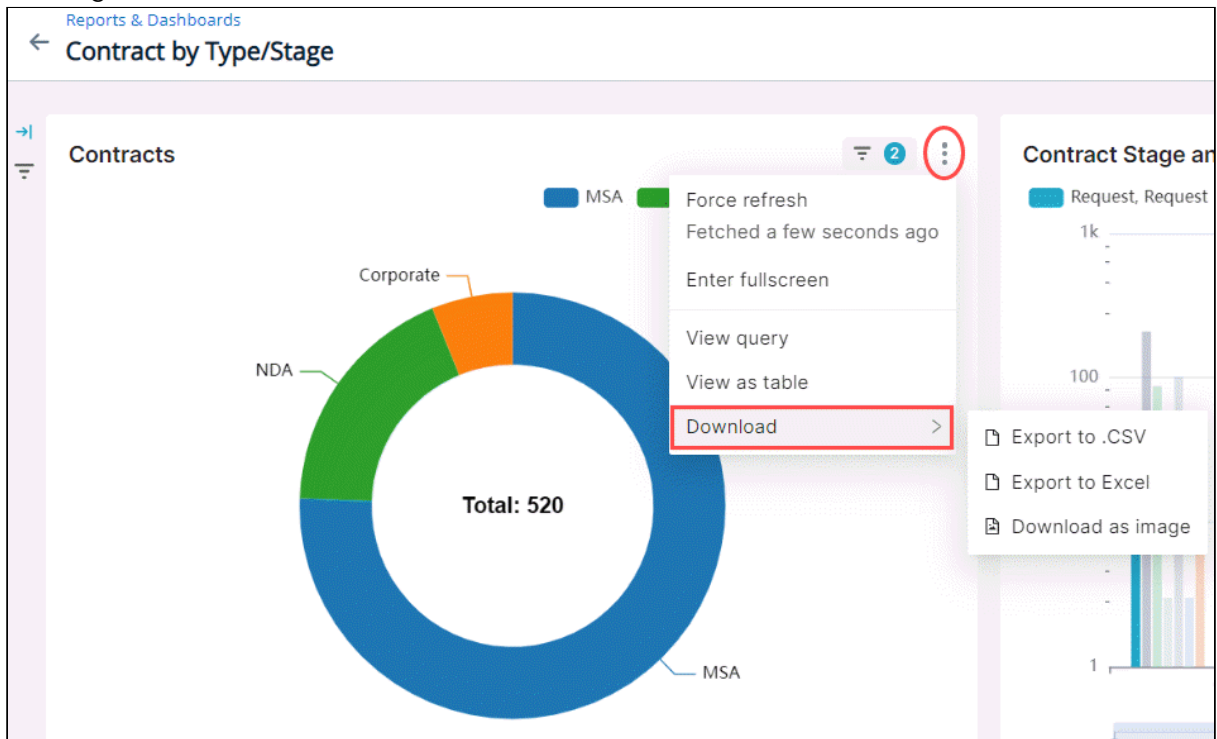 Reports & Dashboards
Contract by Type/Stage
Contracts
2
MSA
Force refresh
Fetched a few seconds ago
Enter fullscreen
View query
View as table
Download
Export to .CSV
Export to Excel
Download as image
Corporate
NDA
Total: 520
MSA
Contract Stage
Request, Request
1k
100
1